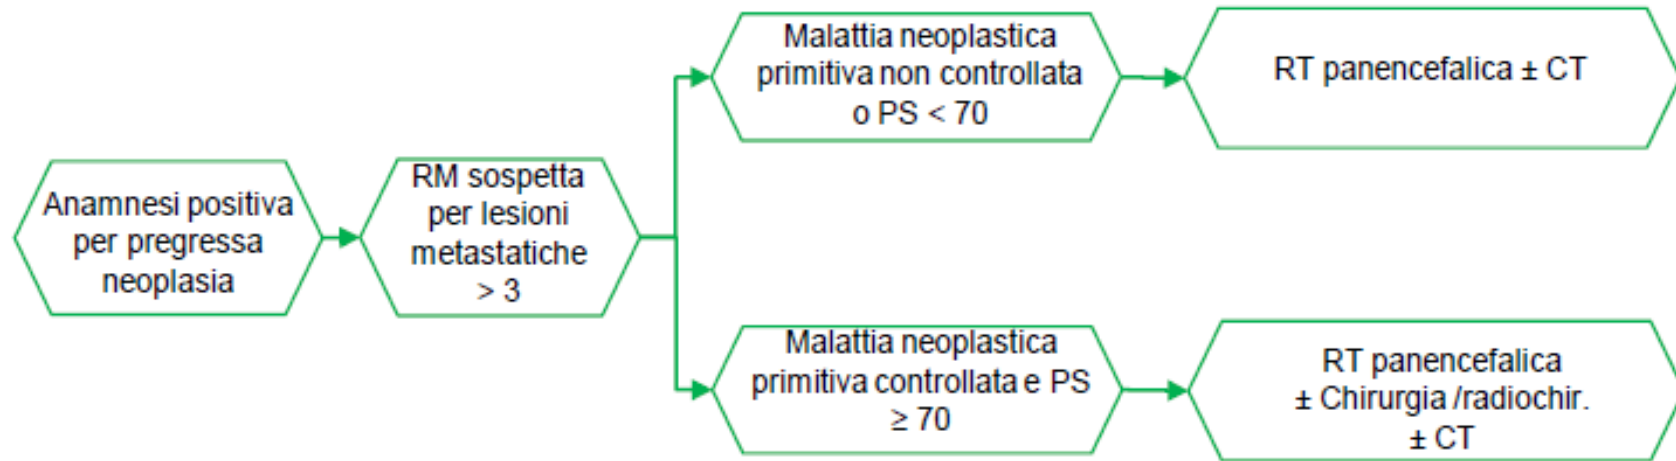 Anamnesi positiva
per pregressa
neoplasia
RM sospetta
per lesioni
metastatiche
> 3
Malattia neoplastica
primitiva non controllata
o PS < 70
RT panencefalica ± CT
Malattia neoplastica
primitiva controllata e PS
≥ 70
RT panencefalica
± Chirurgia /radiochir.
± CT